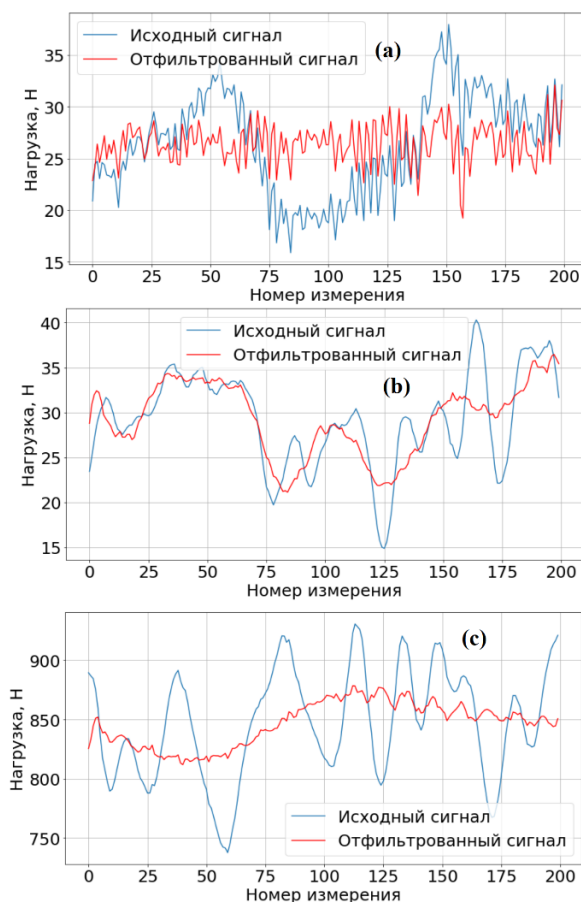 Исходный сигнал
Отфильтрованный сигнал
(a)
Нагрузка, Н
35
30
25
20
15
0 25 50 75 100 125 150 175 200
Номер измерения
Исходный сигнал
Отфильтрованный сигнал
(b)
Нагрузка, Н
40
35
30
25
20
15
0 25 50 75 100 125 150 175 200
Номер измерения
(c)
Нагрузка, Н
900
850
800
750
Исходный сигнал
Отфильтрованный сигнал
0 25 50 75 100 125 150 175 200
Номер измерения